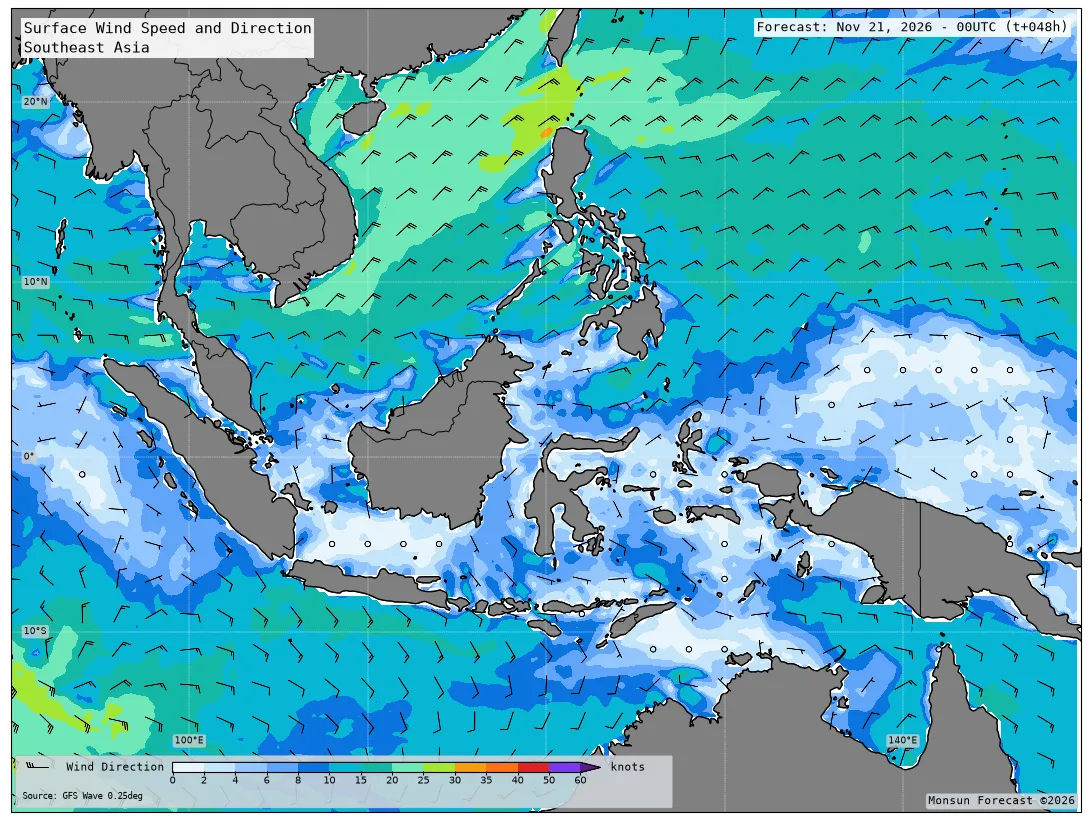 Surface Wind Speed and Direction
Southeast Asia
Forecast: Nov 21, 2026 - 00UTC (t+048h)
20°N
10°N
0°
10°S
100°E
140°E
Wind Direction
0 2 4 6 8 10 15 20 25 30 40 50 60
knots
Source: GFS Wave 0.25deg
Monsun Forecast ©2026